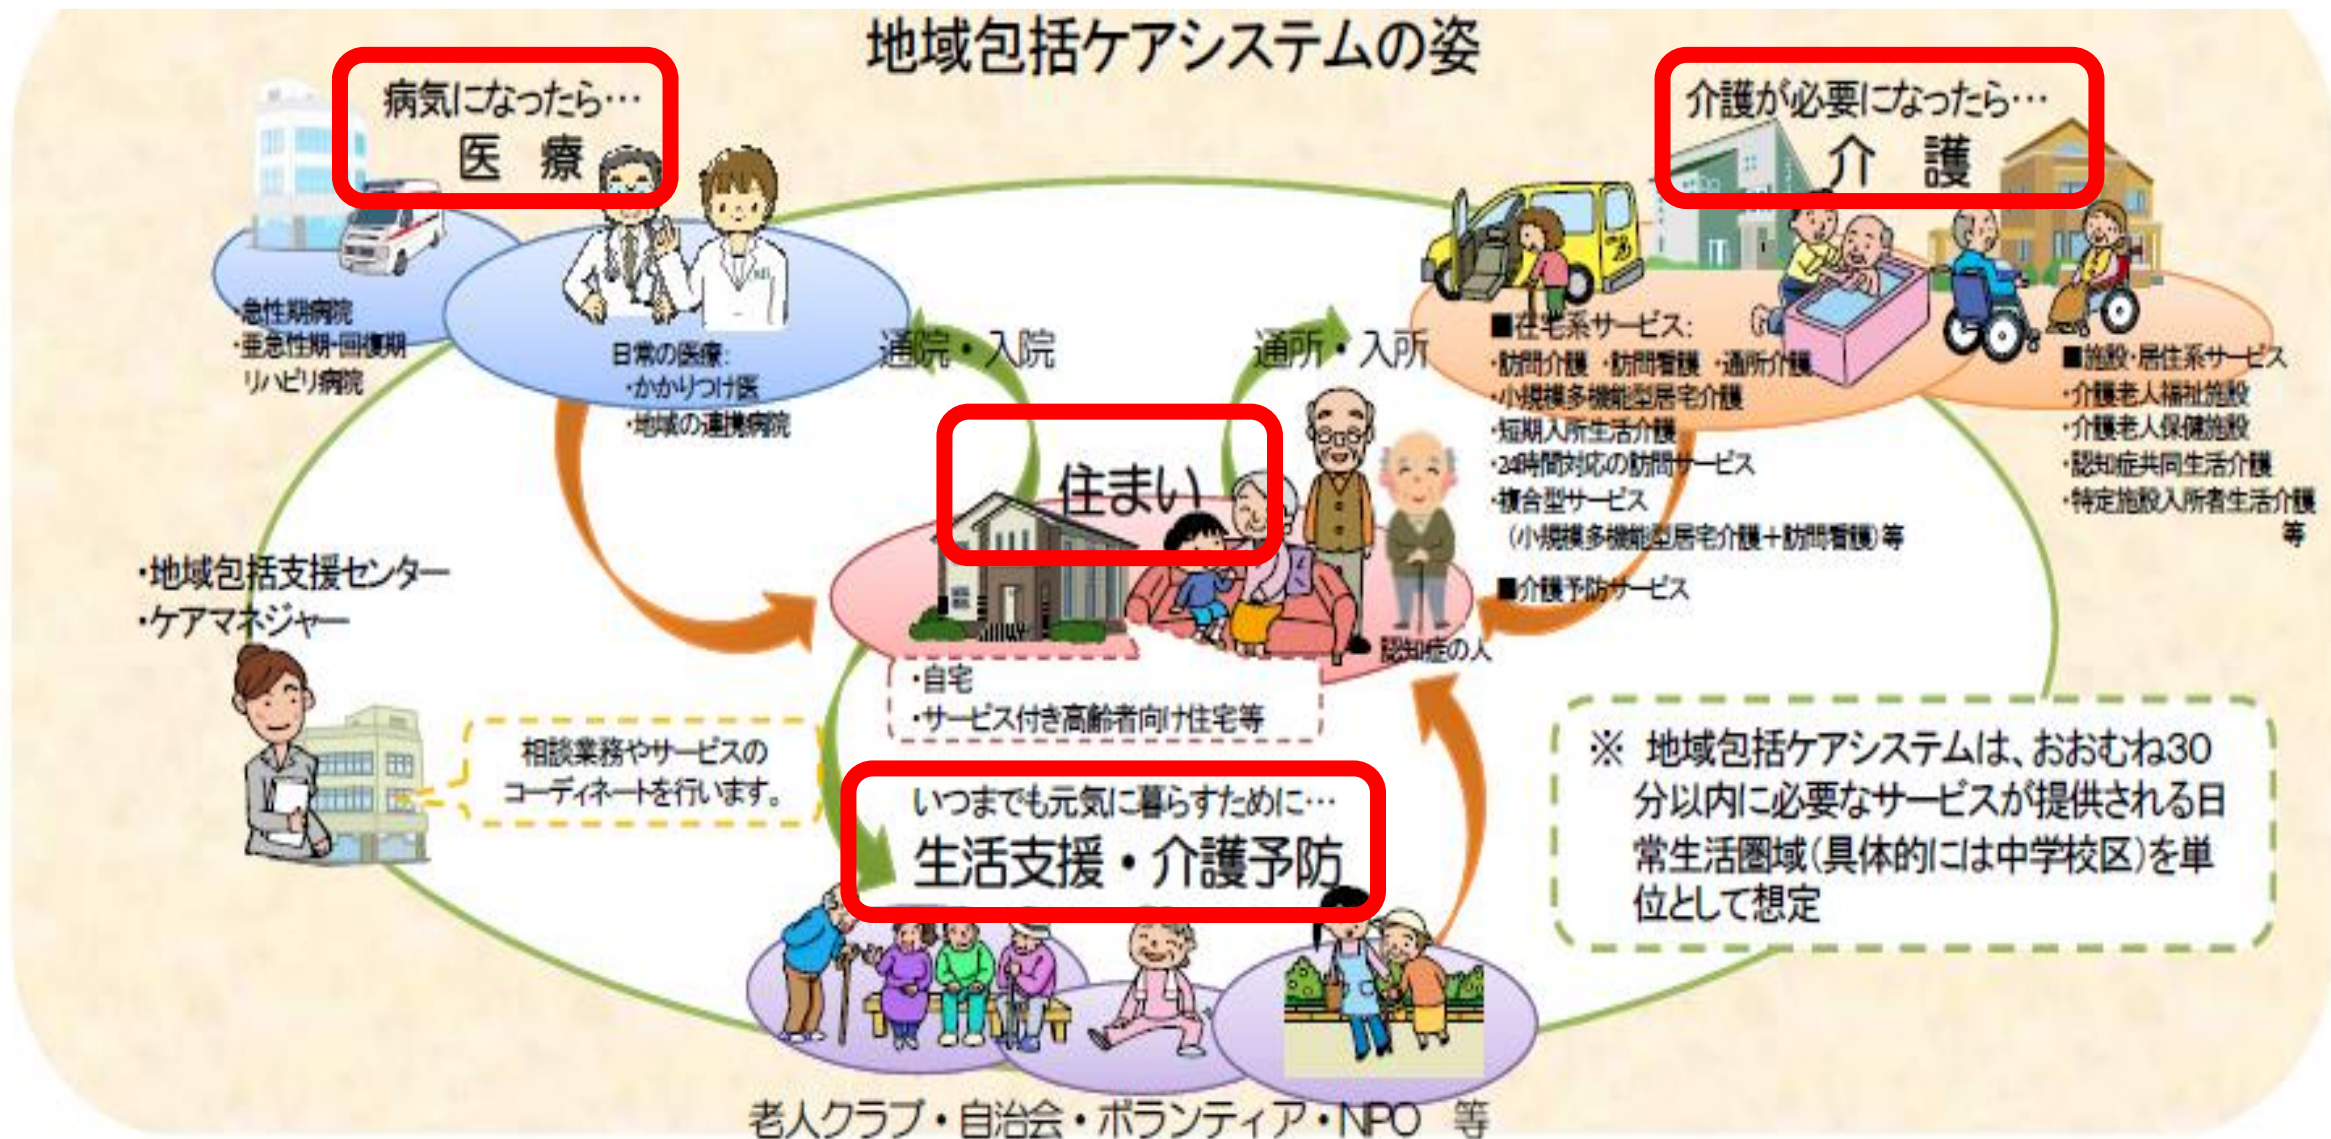 地域包括ケアシステムの姿
病気になったら…
医 療
介護が必要になったら…
介 護
・急性期病院
・亜急性期・回復期
リハビリ病院
日常の医療：
・かかりつけ医
・地域の連携病院
通院・入院
通所・入所
■在宅系サービス：
・訪問介護 ・訪問看護 ・通所介護
・小規模多機能型居宅介護
・短期入所生活介護
・24時間対応の訪問サービス
・複合型サービス
（小規模多機能型居宅介護＋訪問看護）等
■介護予防サービス
■施設・居住系サービス
・介護老人福祉施設
・介護老人保健施設
・認知症共同生活介護
・特定施設入所者生活介護
等
住まい
認知症の人
・自宅
・サービス付き高齢者向け住宅等
・地域包括支援センター
・ケアマネジャー
相談業務やサービスの
コーディネートを行います。
いつまでも元気に暮らすために…
生活支援・介護予防
※ 地域包括ケアシステムは、おおむね30
分以内に必要なサービスが提供される日
常生活圏域（具体的には中学校区）を単
位として想定
老人クラブ・自治会・ボランティア・NPO 等